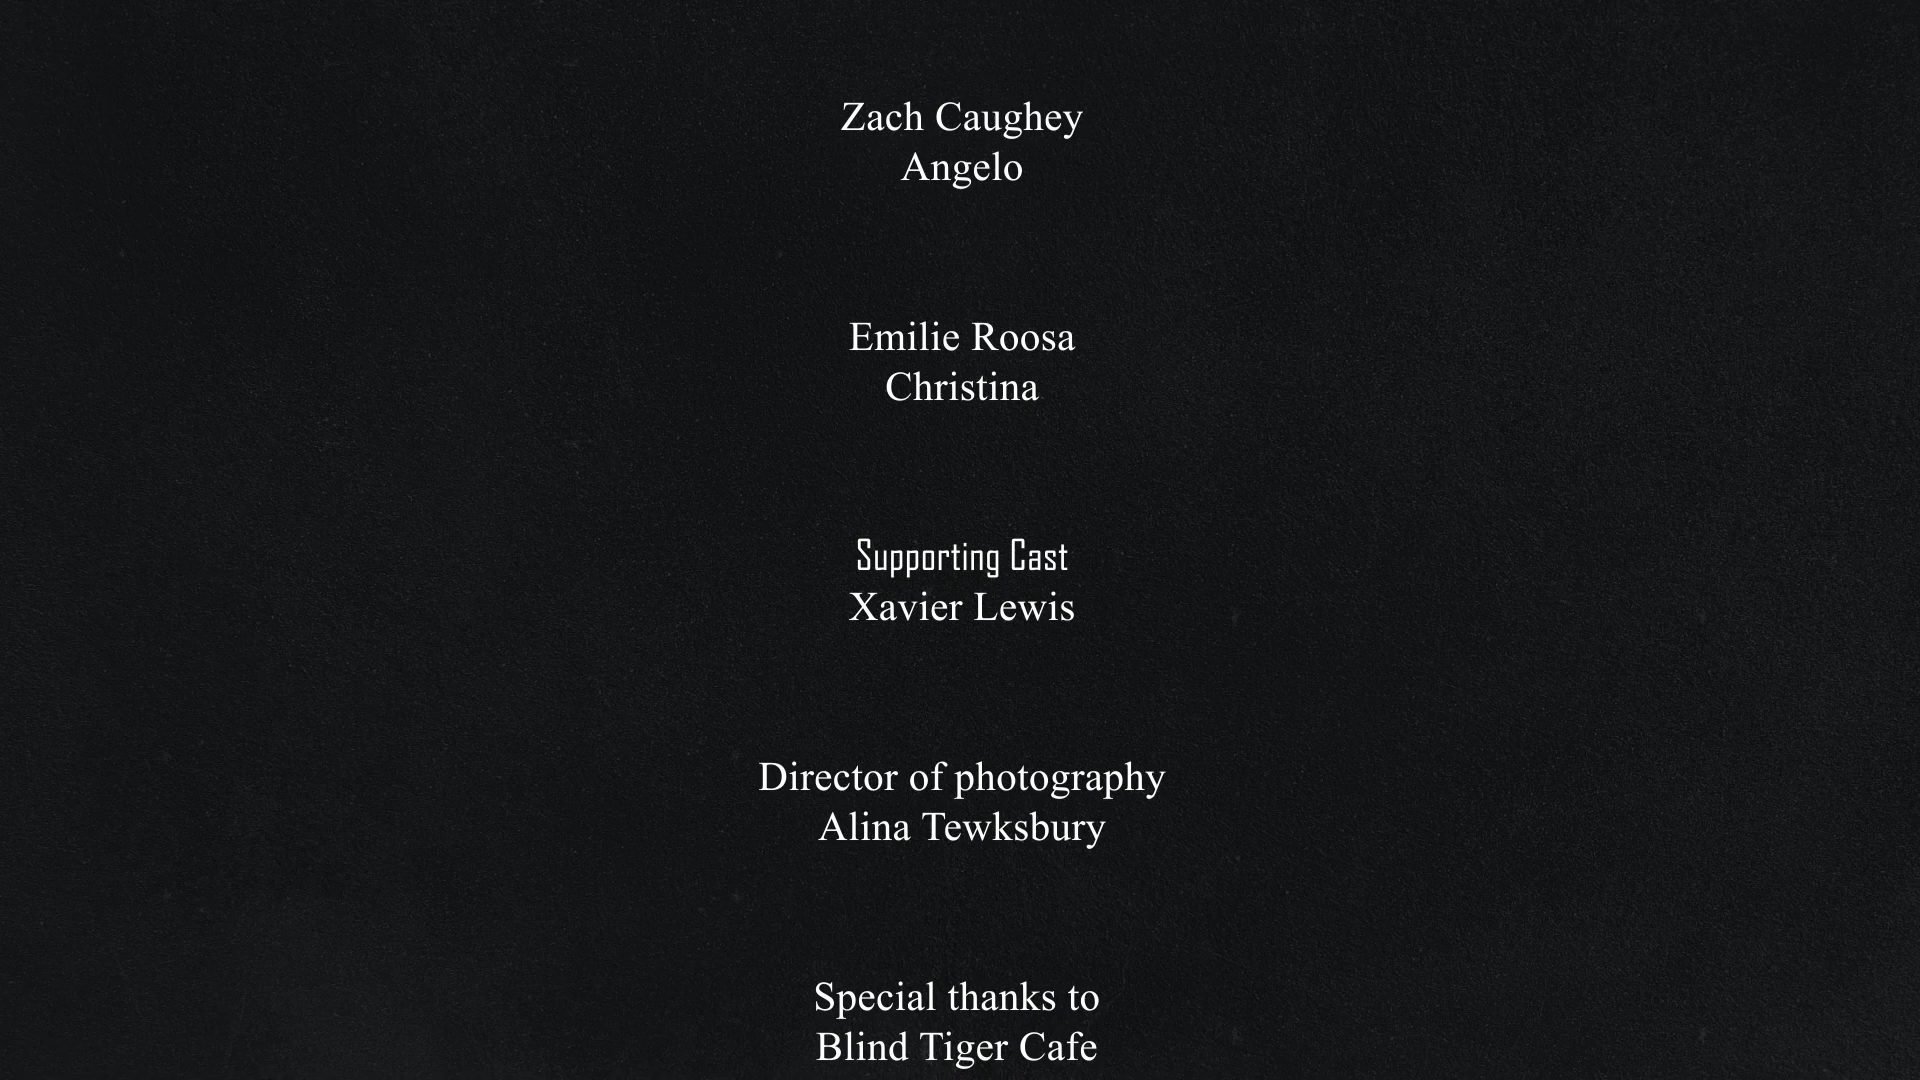 Zach Caughey
Angelo
Emilie Roosa
Christina
Supporting Cast
Xavier Lewis
Director of photography
Alina Tewksbury
Special thanks to
Blind Tiger Cafe